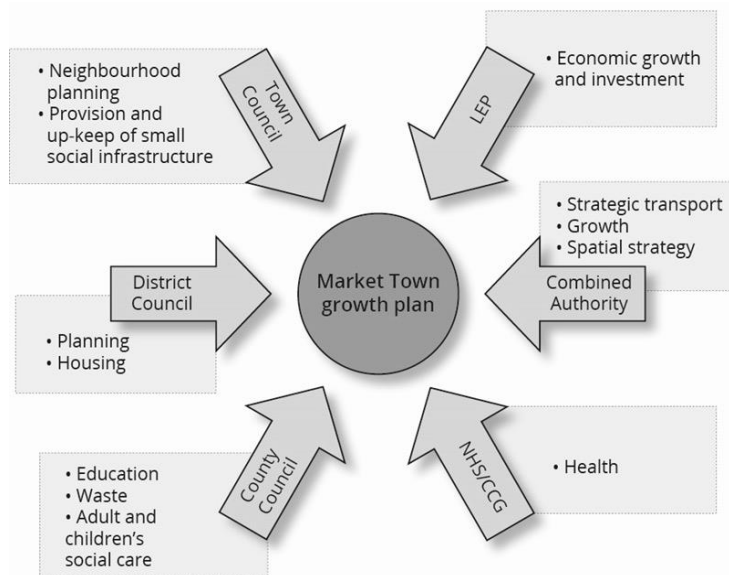 • Neighbourhood
planning
• Provision and
up-keep of small
social infrastructure
Town
Council
LEP
• Economic growth
and investment
District
Council
• Planning
• Housing
Market Town
growth plan
• Strategic transport
• Growth
• Spatial strategy
Combined
Authority
• Education
• Waste
• Adult and
children's
social care
County
Council
NHS/CCG
• Health